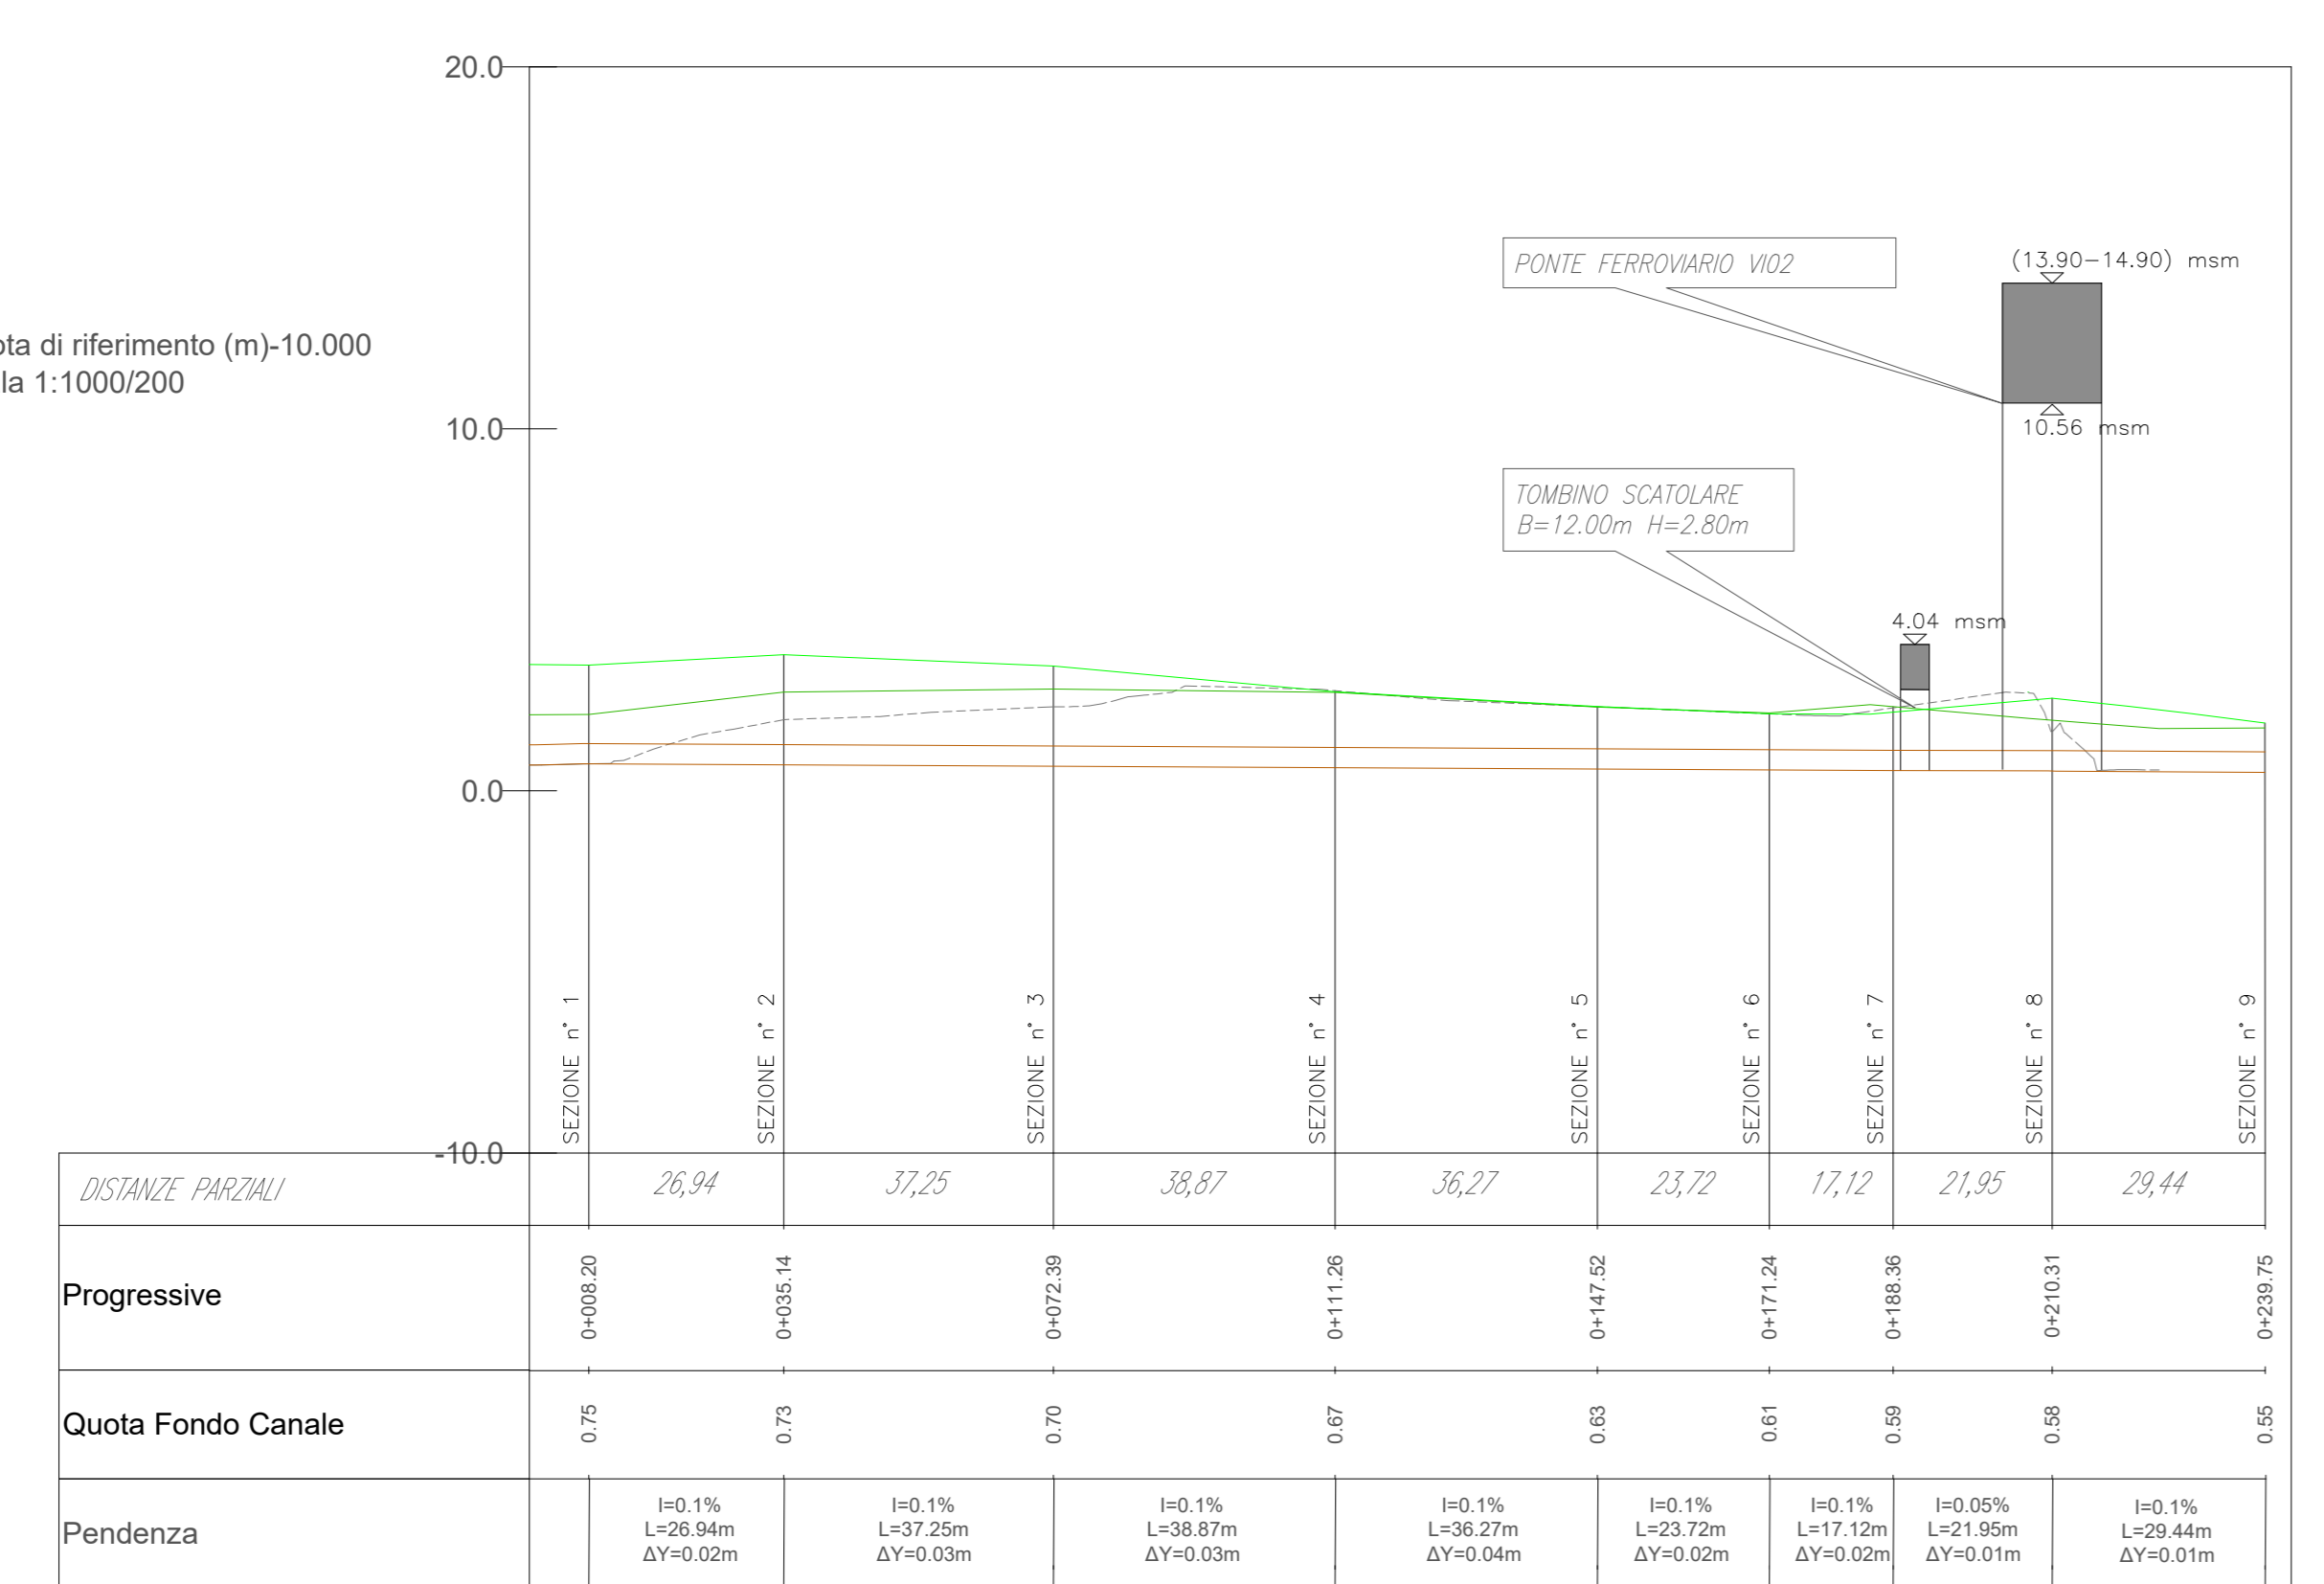 20.0
PONTE FERROVIARIO VI02
(13.90-14.90) msm
ota di riferimento (m)-10.000
la 1:1000/200
10.0
10.56 msm
TOMBINO SCATOLARE
B=12.00m H=2.80m
4.04 msm
0.0
SEZIONE n° 1
SEZIONE n° 2
SEZIONE n° 3
SEZIONE n° 4
SEZIONE n° 5
SEZIONE n° 6
SEZIONE n° 7
SEZIONE n° 8
SEZIONE n° 9
-10.0
DISTANZE PARZIALI 26,94 37,25 38,87 36,27 23,72 17,12 21,95 29,44
Progressive 0+008.20 0+035.14 0+072.39 0+111.26 0+147.52 0+171.24 0+188.36 0+210.31 0+239.75
Quota Fondo Canale 0.75 0.73 0.70 0.67 0.63 0.61 0.59 0.58 0.55
Pendenza
I=0.1% I=0.1% I=0.1% I=0.1% I=0.1% I=0.1% I=0.05% I=0.1%
L=26.94m L=37.25m L=38.87m L=36.27m L=23.72m L=17.12m L=21.95m L=29.44m
ΔY=0.02m ΔY=0.03m ΔY=0.03m ΔY=0.04m ΔY=0.02m ΔY=0.02m ΔY=0.01m ΔY=0.01m